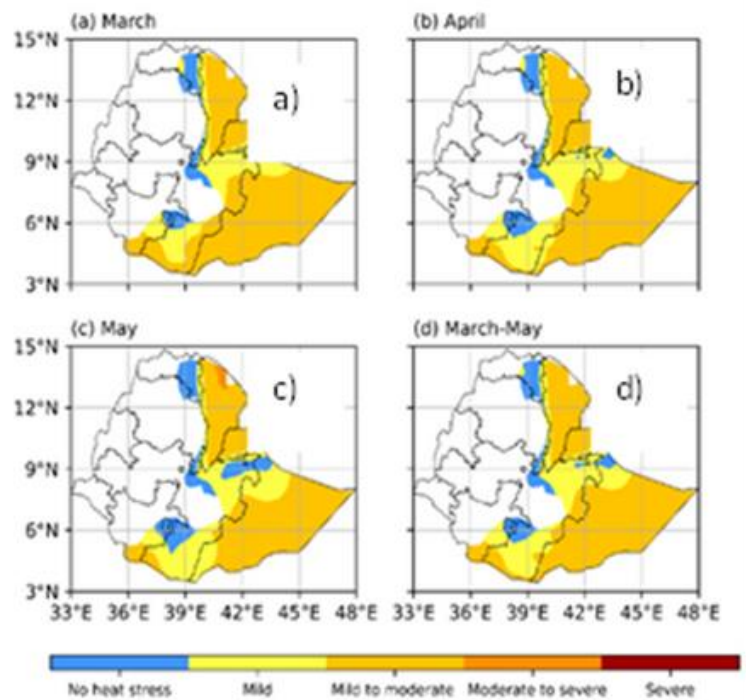 (a) March
(b) April
15°N
12°N
9°N
6°N
3°N
a)
b)
(c) May
(d) March-May
15°N
12°N
9°N
6°N
3°N
c)
d)
33°E 36°E 39°E 42°E 45°E 48°E
33°E 36°E 39°E 42°E 45°E 48°E
No heat stress Mild Mild to moderate Moderate to severe Severe